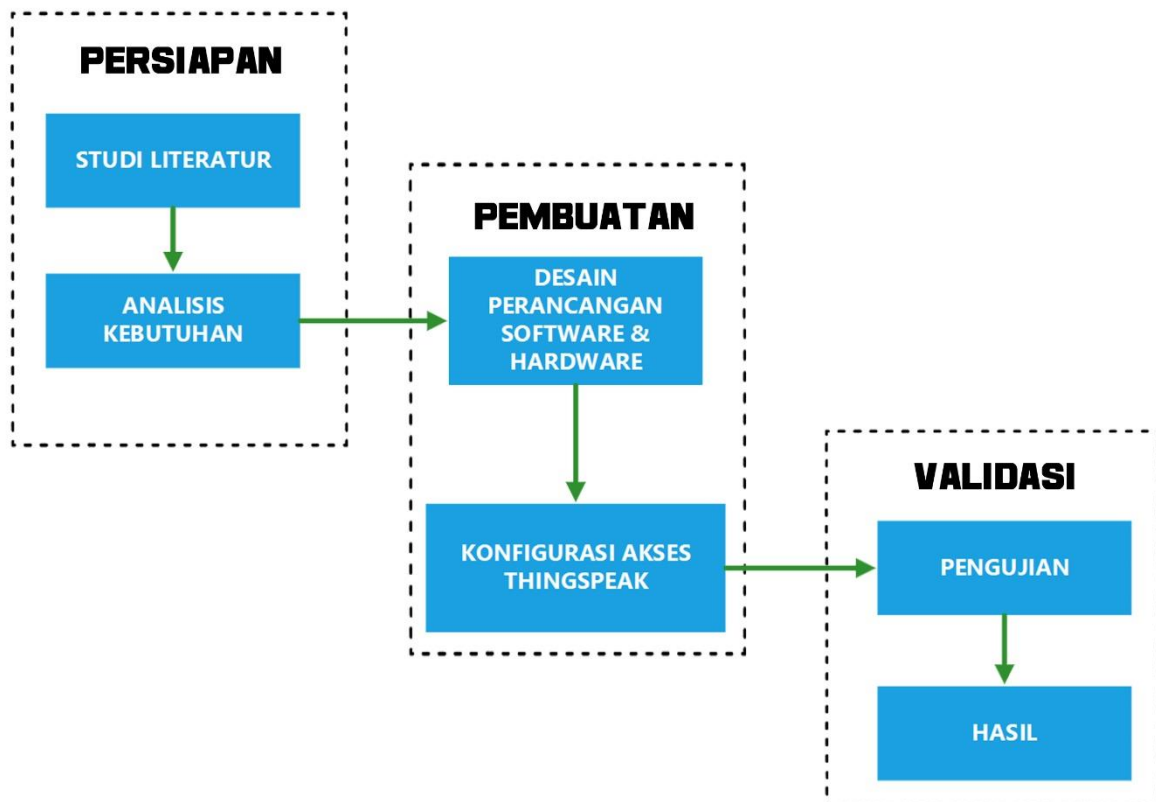 PERSIAPAN
STUDI LITERATUR
ANALISIS
KEBUTUHAN
PEMBUATAN
DESAIN
PERANCANGAN
SOFTWARE &
HARDWARE
KONFIGURASI AKSES
THINGSPEAK
VALIDASI
PENGUJIAN
HASIL